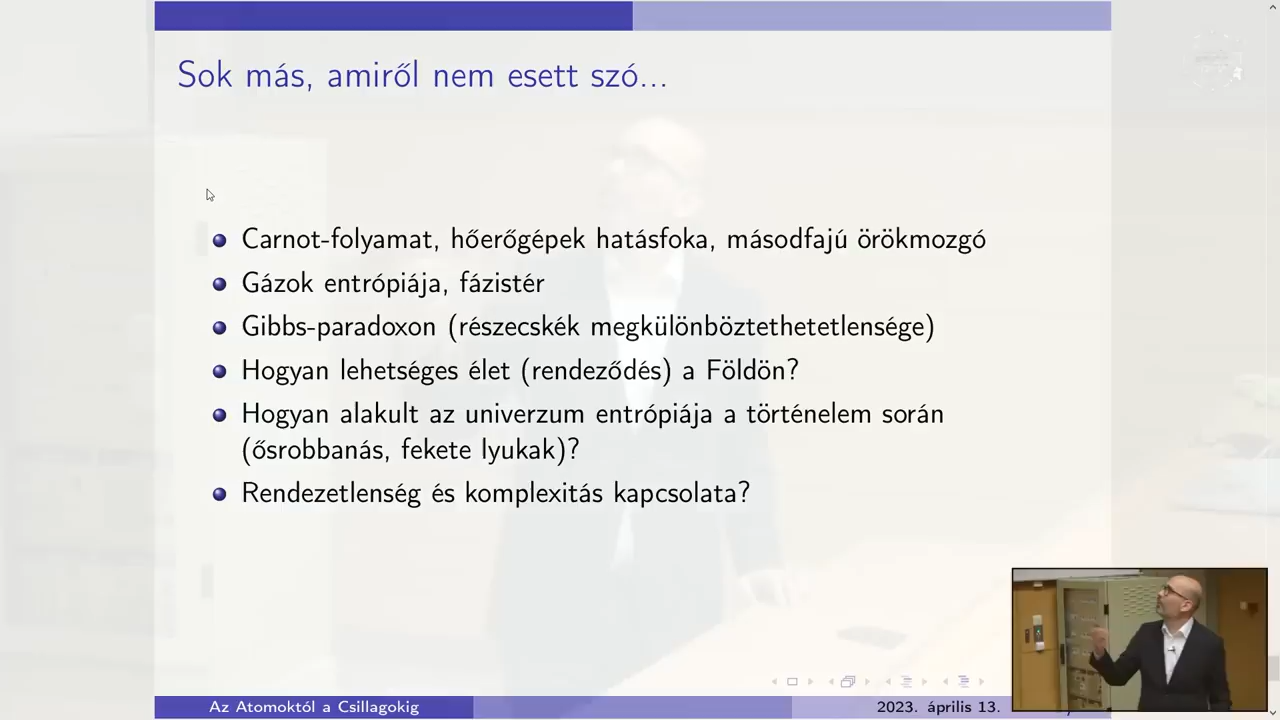 Sok más, amiről nem esett szó...
Carnot-folyamat, hőerőgépek hatásfoka, másodfajú örökmozgó
Gázok entrópiája, fázistér
Gibbs-paradoxon (részecskék megkülönböztethetetlensége)
Hogyan lehetséges élet (rendeződés) a Földön?
Hogyan alakult az univerzum entrópiája a történelem során
(ősrobbanás, fekete lyukak)?
Rendezetlenség és komplexitás kapcsolata?
Az Atomoktól a Csillagokig
2023. április 13.